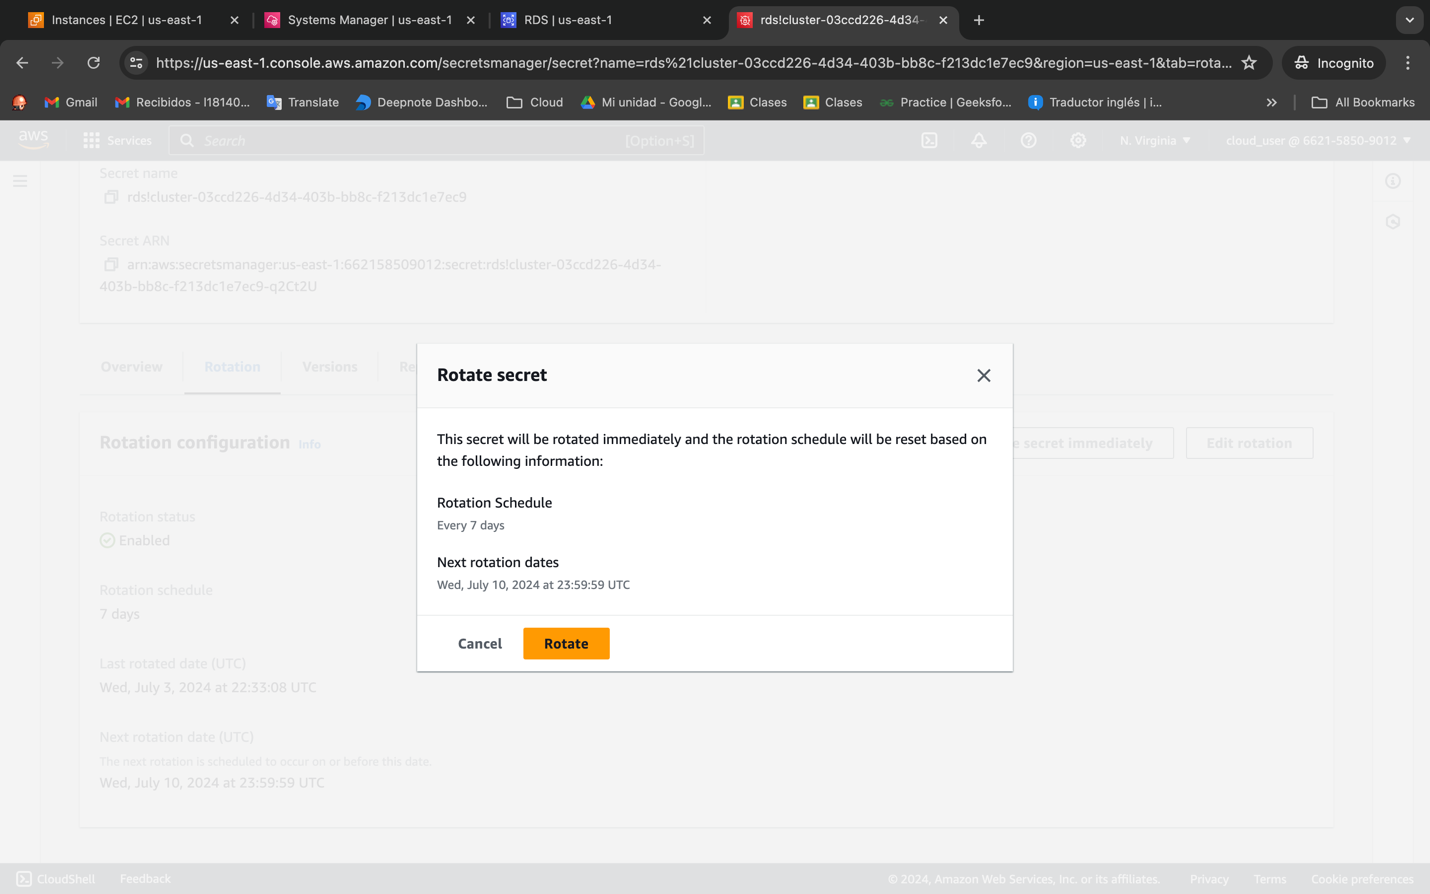 Instances | EC2 | us-east-1
Systems Manager | us-east-1
RDS | us-east-1
rds!cluster-03ccd226-4d34-
https://us-east-1.console.aws.amazon.com/secretsmanager/secret?name=rds%21cluster-03ccd226-4d34-403b-bb8c-f213dc1e7ec9&region=us-east-1&tab=rota...
Incognito
Gmail
Recibidos - l18140...
Translate
Deepnote Dashbo...
Cloud
Mi unidad - Googl...
Clases
Clases
Practice | Geeksfo...
Traductor inglés | i...
All Bookmarks
aws
Services
Search
[Option+S]
N. Virginia
cloud_user @ 6621-5850-9012
Secret name
rds!cluster-03ccd226-4d34-403b-bb8c-f213dc1e7ec9
Secret ARN
arn:aws:secretsmanager:us-east-1:662158509012:secret:rds!cluster-03ccd226-4d34-
403b-bb8c-f213dc1e7ec9-q2Ct2U
Overview
Rotation
Versions
Re
Rotation configuration
Info
e secret immediately
Edit rotation
Rotation status
Enabled
Rotation schedule
7 days
Last rotated date (UTC)
Wed, July 3, 2024 at 22:33:08 UTC
Next rotation date (UTC)
The next rotation is scheduled to occur on or before this date.
Wed, July 10, 2024 at 23:59:59 UTC
Rotate secret
This secret will be rotated immediately and the rotation schedule will be reset based on
the following information:
Rotation Schedule
Every 7 days
Next rotation dates
Wed, July 10, 2024 at 23:59:59 UTC
Cancel
Rotate
CloudShell
Feedback
© 2024, Amazon Web Services, Inc. or its affiliates.
Privacy
Terms
Cookie preferences